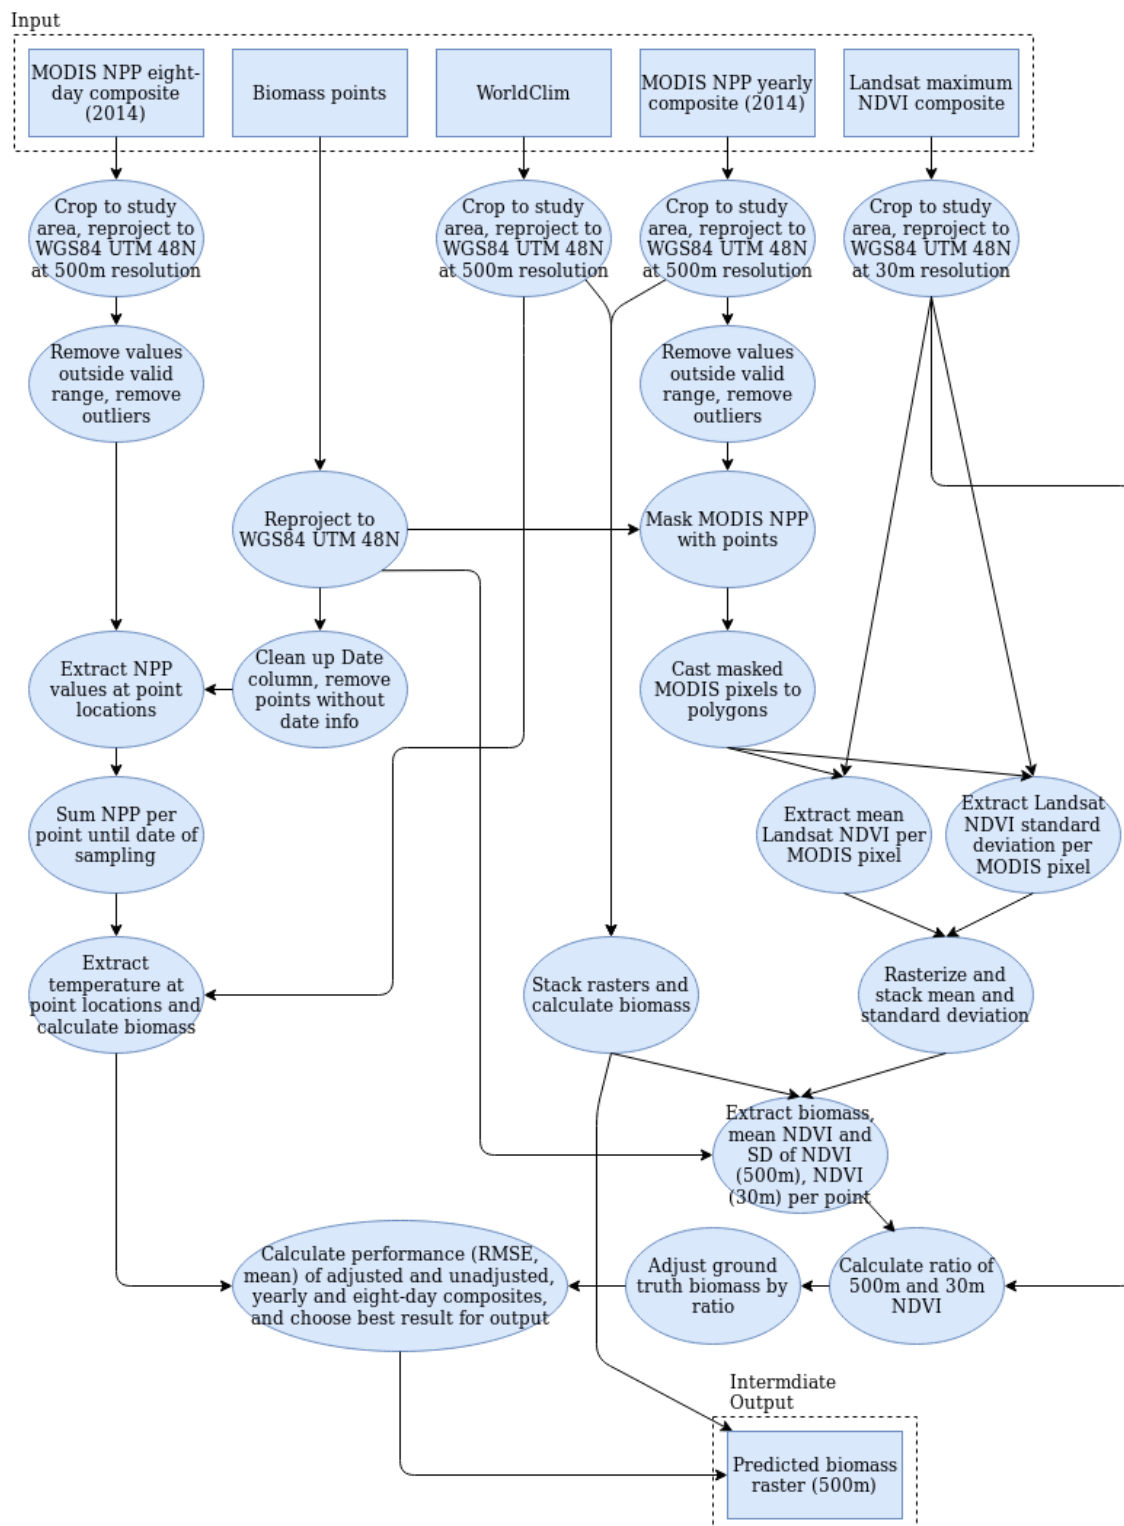 Input
MODIS NPP eight-
day composite
(2014)
Biomass points
WorldClim
MODIS NPP yearly
composite (2014)
Landsat maximum
NDVI composite
Crop to study
area, reproject to
WGS84 UTM 48N
at 500m resolution
Crop to study
area, reproject to
WGS84 UTM 48N
at 500m resolution
Crop to study
area, reproject to
WGS84 UTM 48N
at 500m resolution
Crop to study
area, reproject to
WGS84 UTM 48N
at 30m resolution
Remove values
outside valid
range, remove
outliers
Remove values
outside valid
range, remove
outliers
Reproject to
WGS84 UTM 48N
Mask MODIS NPP
with points
Extract NPP
values at point
locations
Clean up Date
column, remove
points without
date info
Cast masked
MODIS pixels to
polygons
Sum NPP per
point until date of
sampling
Extract mean
Landsat NDVI per
MODIS pixel
Extract Landsat
NDVI standard
deviation per
MODIS pixel
Extract
temperature at
point locations and
calculate biomass
Stack rasters and
calculate biomass
Rasterize and
stack mean and
standard deviation
Extract biomass,
mean NDVI and
SD of NDVI
(500m), NDVI
(30m) per point
Calculate performance (RMSE,
mean) of adjusted and unadjusted,
yearly and eight-day composites,
and choose best result for output
Adjust ground
truth biomass by
ratio
Calculate ratio of
500m and 30m
NDVI
Intermdiate
Output
Predicted biomass
raster (500m)